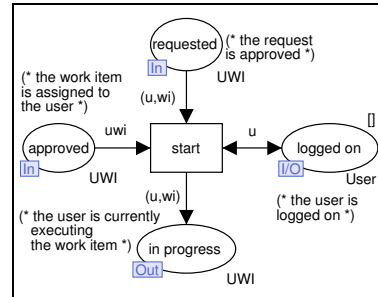 requested
In
UWI
(* the request
is approved *)
(* the work item
is assigned to
the user *)
(u,wi)
[]
approved
In
UWI
uwi
start
u
logged on
I/O
User
(* the user is
logged on *)
(u,wi)
(* the user is currently
executing
the work item *)
in progress
Out
UWI